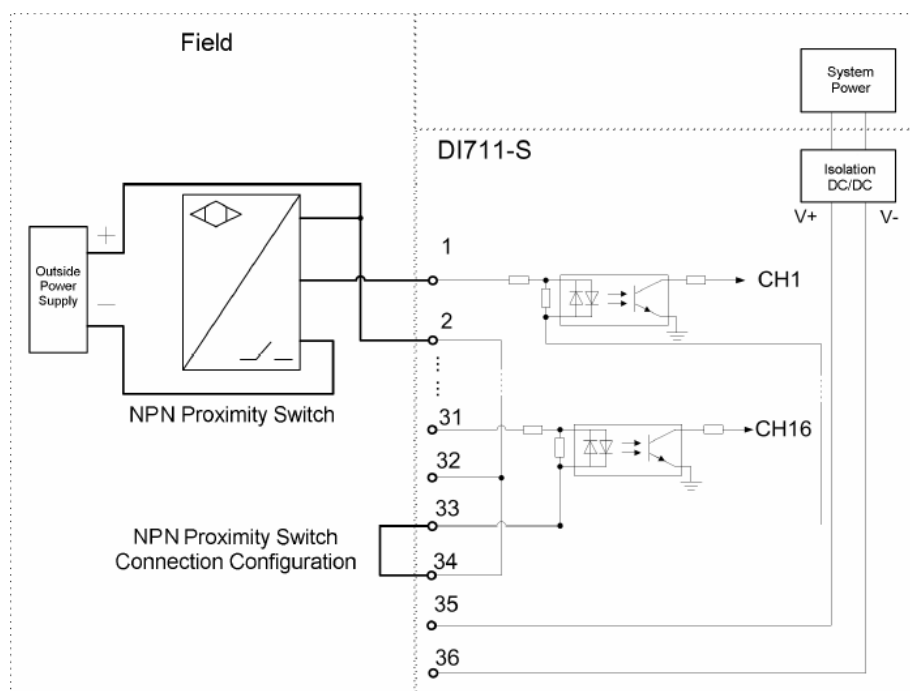 Field
System
Power
DI711-S
Isolation
DC/DC
V+
V-
+
Outside
Power
Supply
—
1
CH1
2
NPN Proximity Switch
31
CH16
32
33
NPN Proximity Switch
Connection Configuration
34
35
36